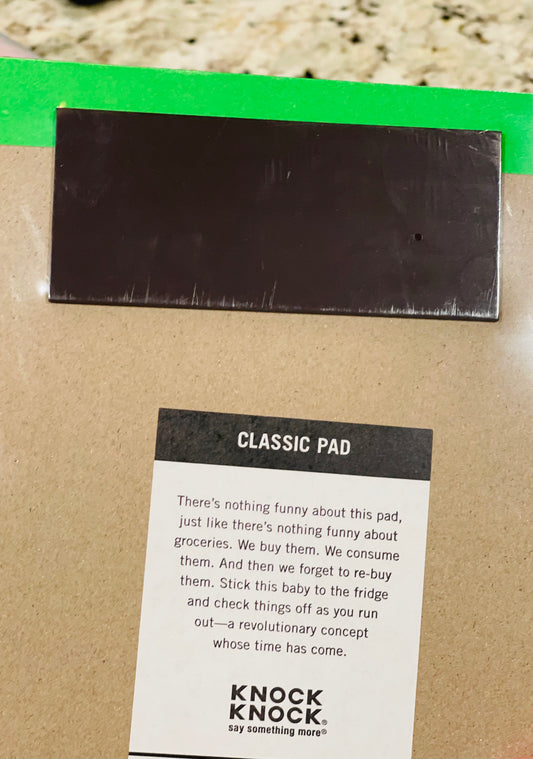 CLASSIC PAD
There's nothing funny about this pad,
just like there's nothing funny about
groceries. We buy them. We consume
them. And then we forget to re-buy
them. Stick this baby to the fridge
and check things off as you run
out—a revolutionary concept
whose time has come.
KNOCK
KNOCK®
say something more®